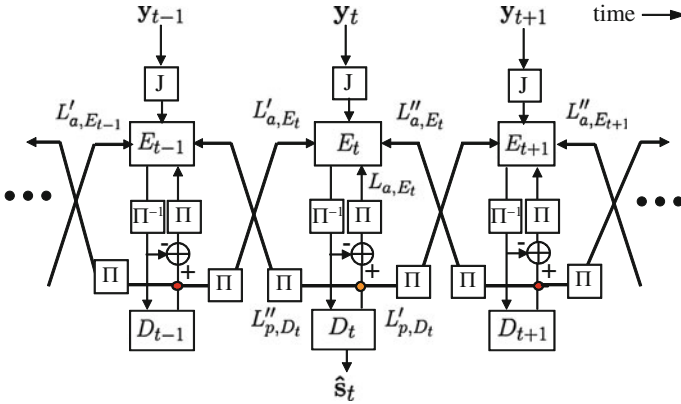 y_{t-1} y_t y_{t+1} time
J J J
L'_{a,E_{t-1}} L'_{a,E_t} L''_{a,E_t} L''_{a,E_{t+1}}
E_{t-1} E_t E_{t+1}
L_{a,E_t}
Π⁻¹ Π Π⁻¹ Π Π⁻¹ Π
- - -
+ + +
Π Π Π Π Π Π
L''_{p,D_t} L'_{p,D_t}
D_{t-1} D_t D_{t+1}
ŝ_t